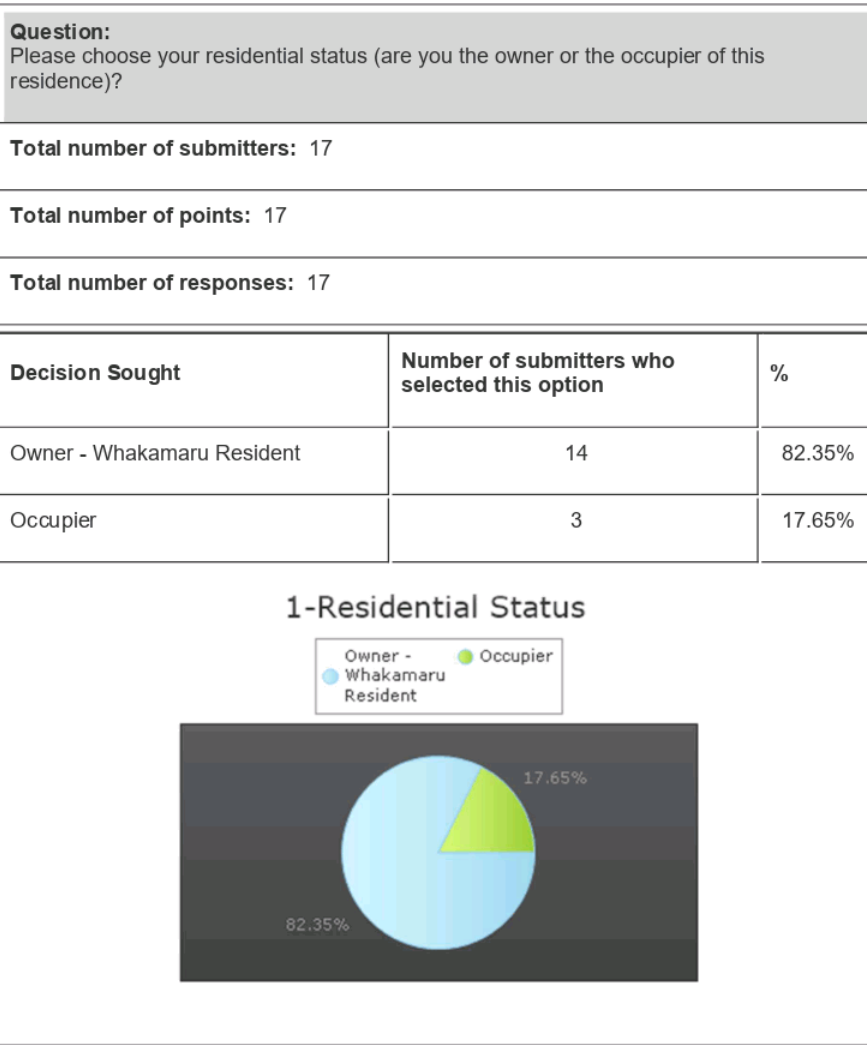 Question:
Please choose your residential status (are you the owner or the occupier of this
residence)?
Total number of submitters: 17
Total number of points: 17
Total number of responses: 17
Decision Sought
Number of submitters who
selected this option
%
Owner - Whakamaru Resident 14 82.35%
Occupier 3 17.65%
1-Residential Status
Owner -
Whakamaru
Resident
Occupier
17.65%
82.35%